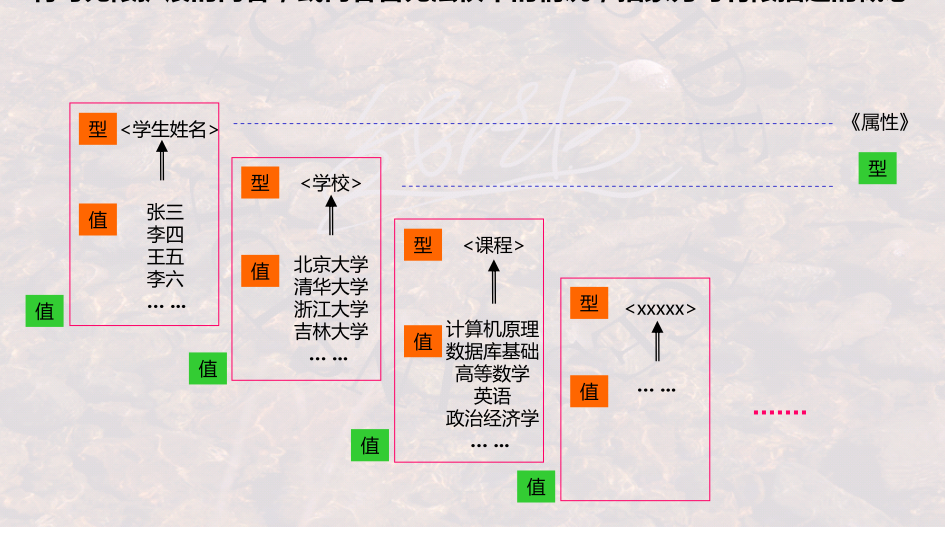 《属性》
型 <学生姓名>
型
型 <学校>
值
张三
李四
王五
李六
... ...
型 <课程>
值
北京大学
清华大学
浙江大学
吉林大学
... ...
值
型 <xxxxx>
值
计算机原理
数据库基础
高等数学
英语
政治经济学
... ...
值
值
... ...
值
值